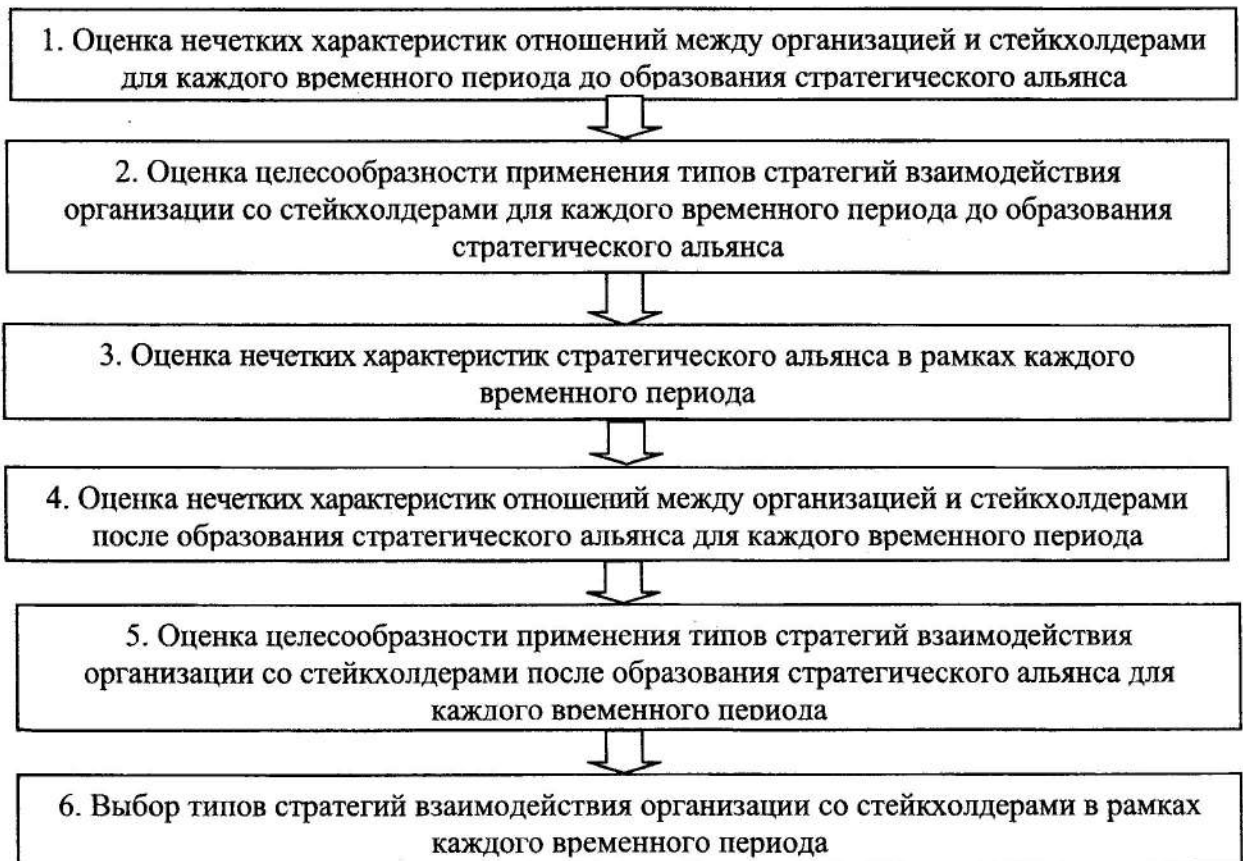 1. Оценка нечетких характеристик отношений между организацией и стейкхолдерами
для каждого временного периода до образования стратегического альянса
2. Оценка целесообразности применения типов стратегий взаимодействия
организации со стейкхолдерами для каждого временного периода до образования
стратегического альянса
3. Оценка нечетких характеристик стратегического альянса в рамках каждого
временного периода
4. Оценка нечетких характеристик отношений между организацией и стейкхолдерами
после образования стратегического альянса для каждого временного периода
5. Оценка целесообразности применения типов стратегий взаимодействия
организации со стейкхолдерами после образования стратегического альянса для
каждого временного периода
6. Выбор типов стратегий взаимодействия организации со стейкхолдерами в рамках
каждого временного периода